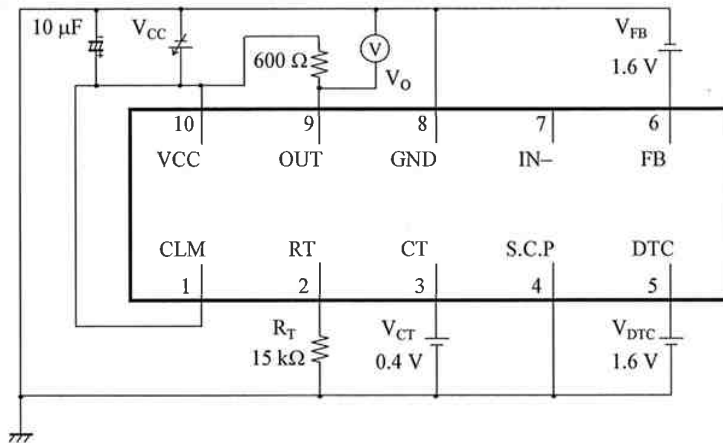 10 μF
V_CC
600 Ω
V
V_O
V_FB
1.6 V
10 9 8 7 6
VCC OUT GND IN− FB
CLM RT CT S.C.P DTC
1 2 3 4 5
R_T
15 kΩ
V_CT
0.4 V
V_DTC
1.6 V